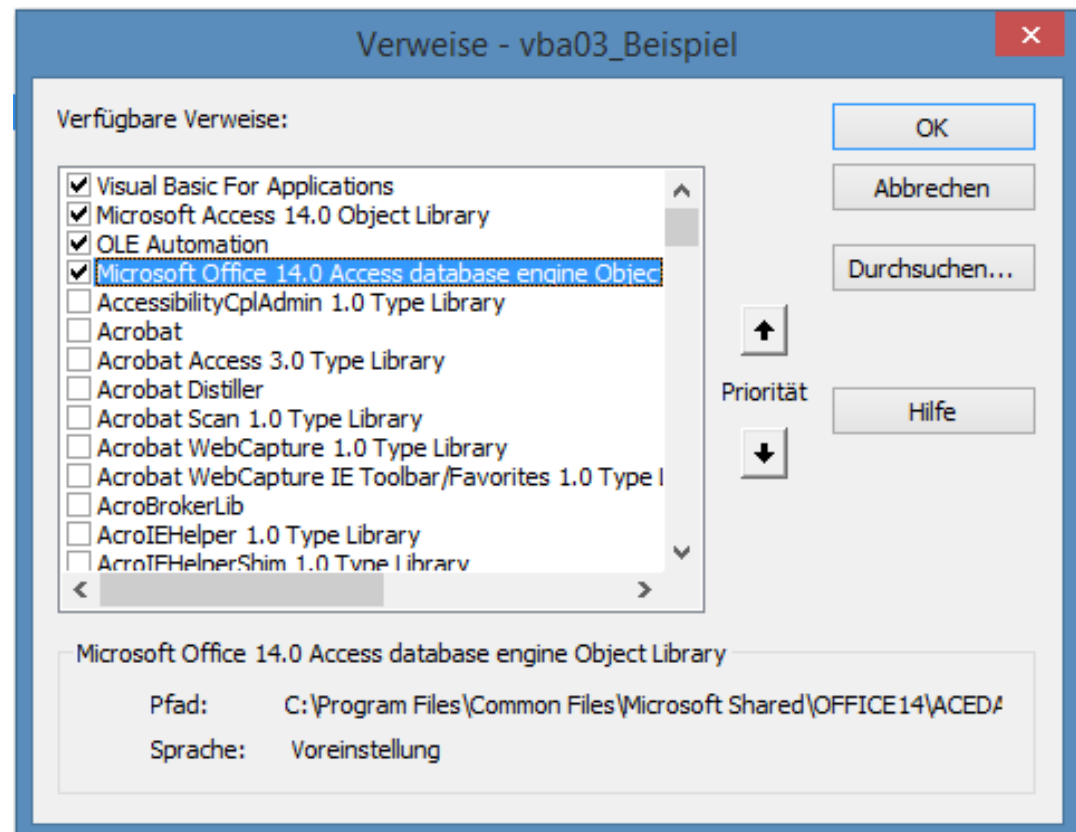 Verweise - vba03_Beispiel
Verfügbare Verweise:
OK
Abbrechen
Durchsuchen...
Priorität
Hilfe
Visual Basic For Applications
Microsoft Access 14.0 Object Library
OLE Automation
Microsoft Office 14.0 Access database engine Objec
AccessibilityCplAdmin 1.0 Type Library
Acrobat
Acrobat Access 3.0 Type Library
Acrobat Distiller
Acrobat Scan 1.0 Type Library
Acrobat WebCapture 1.0 Type Library
Acrobat WebCapture IE Toolbar/Favorites 1.0 Type l
AcroBrokerLib
AcroIEHelper 1.0 Type Library
AcroIEHelperShim 1.0 Type Library
Microsoft Office 14.0 Access database engine Object Library
Pfad: C:\Program Files\Common Files\Microsoft Shared\OFFICE14\ACEDA
Sprache: Voreinstellung